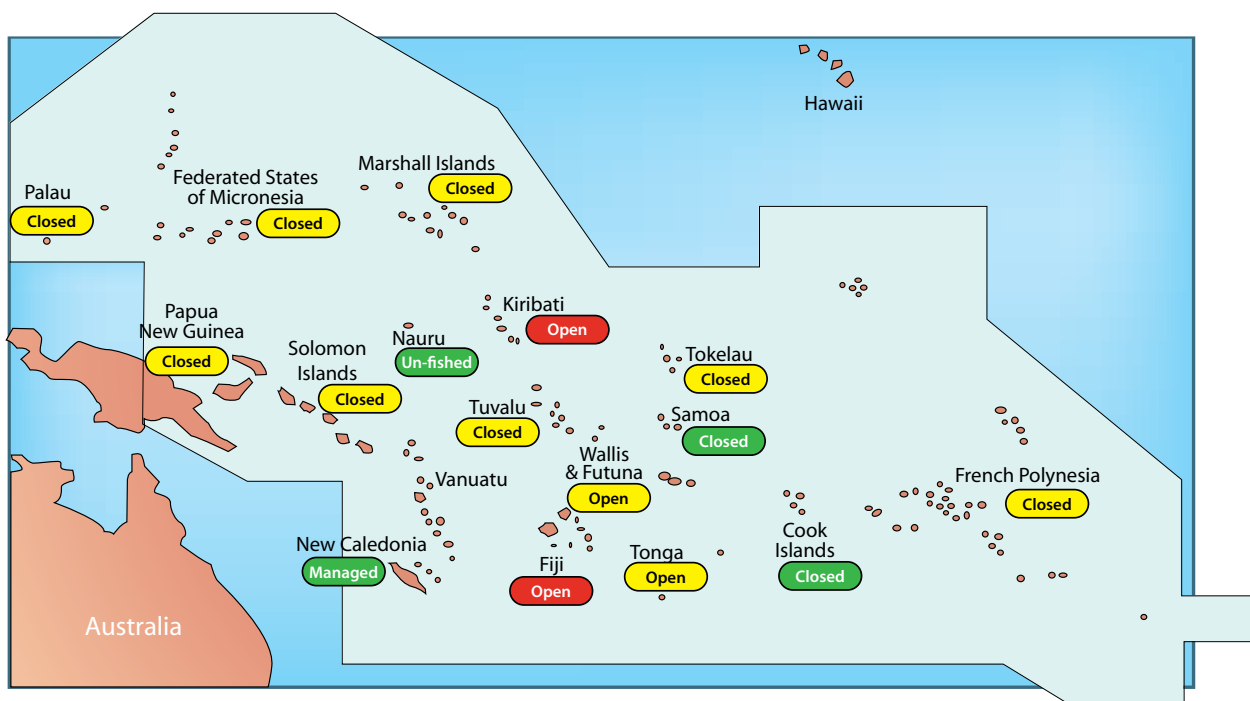 Hawaii
Marshall Islands
Closed
Federated States
of Micronesia
Closed
Palau
Closed
Kiribati
Open
Papua
New Guinea
Closed
Nauru
Un-fished
Solomon
Islands
Closed
Tokelau
Closed
Tuvalu
Closed
Samoa
Closed
Wallis
& Futuna
Open
Vanuatu
French Polynesia
Closed
New Caledonia
Managed
Fiji
Open
Tonga
Open
Cook
Islands
Closed
Australia